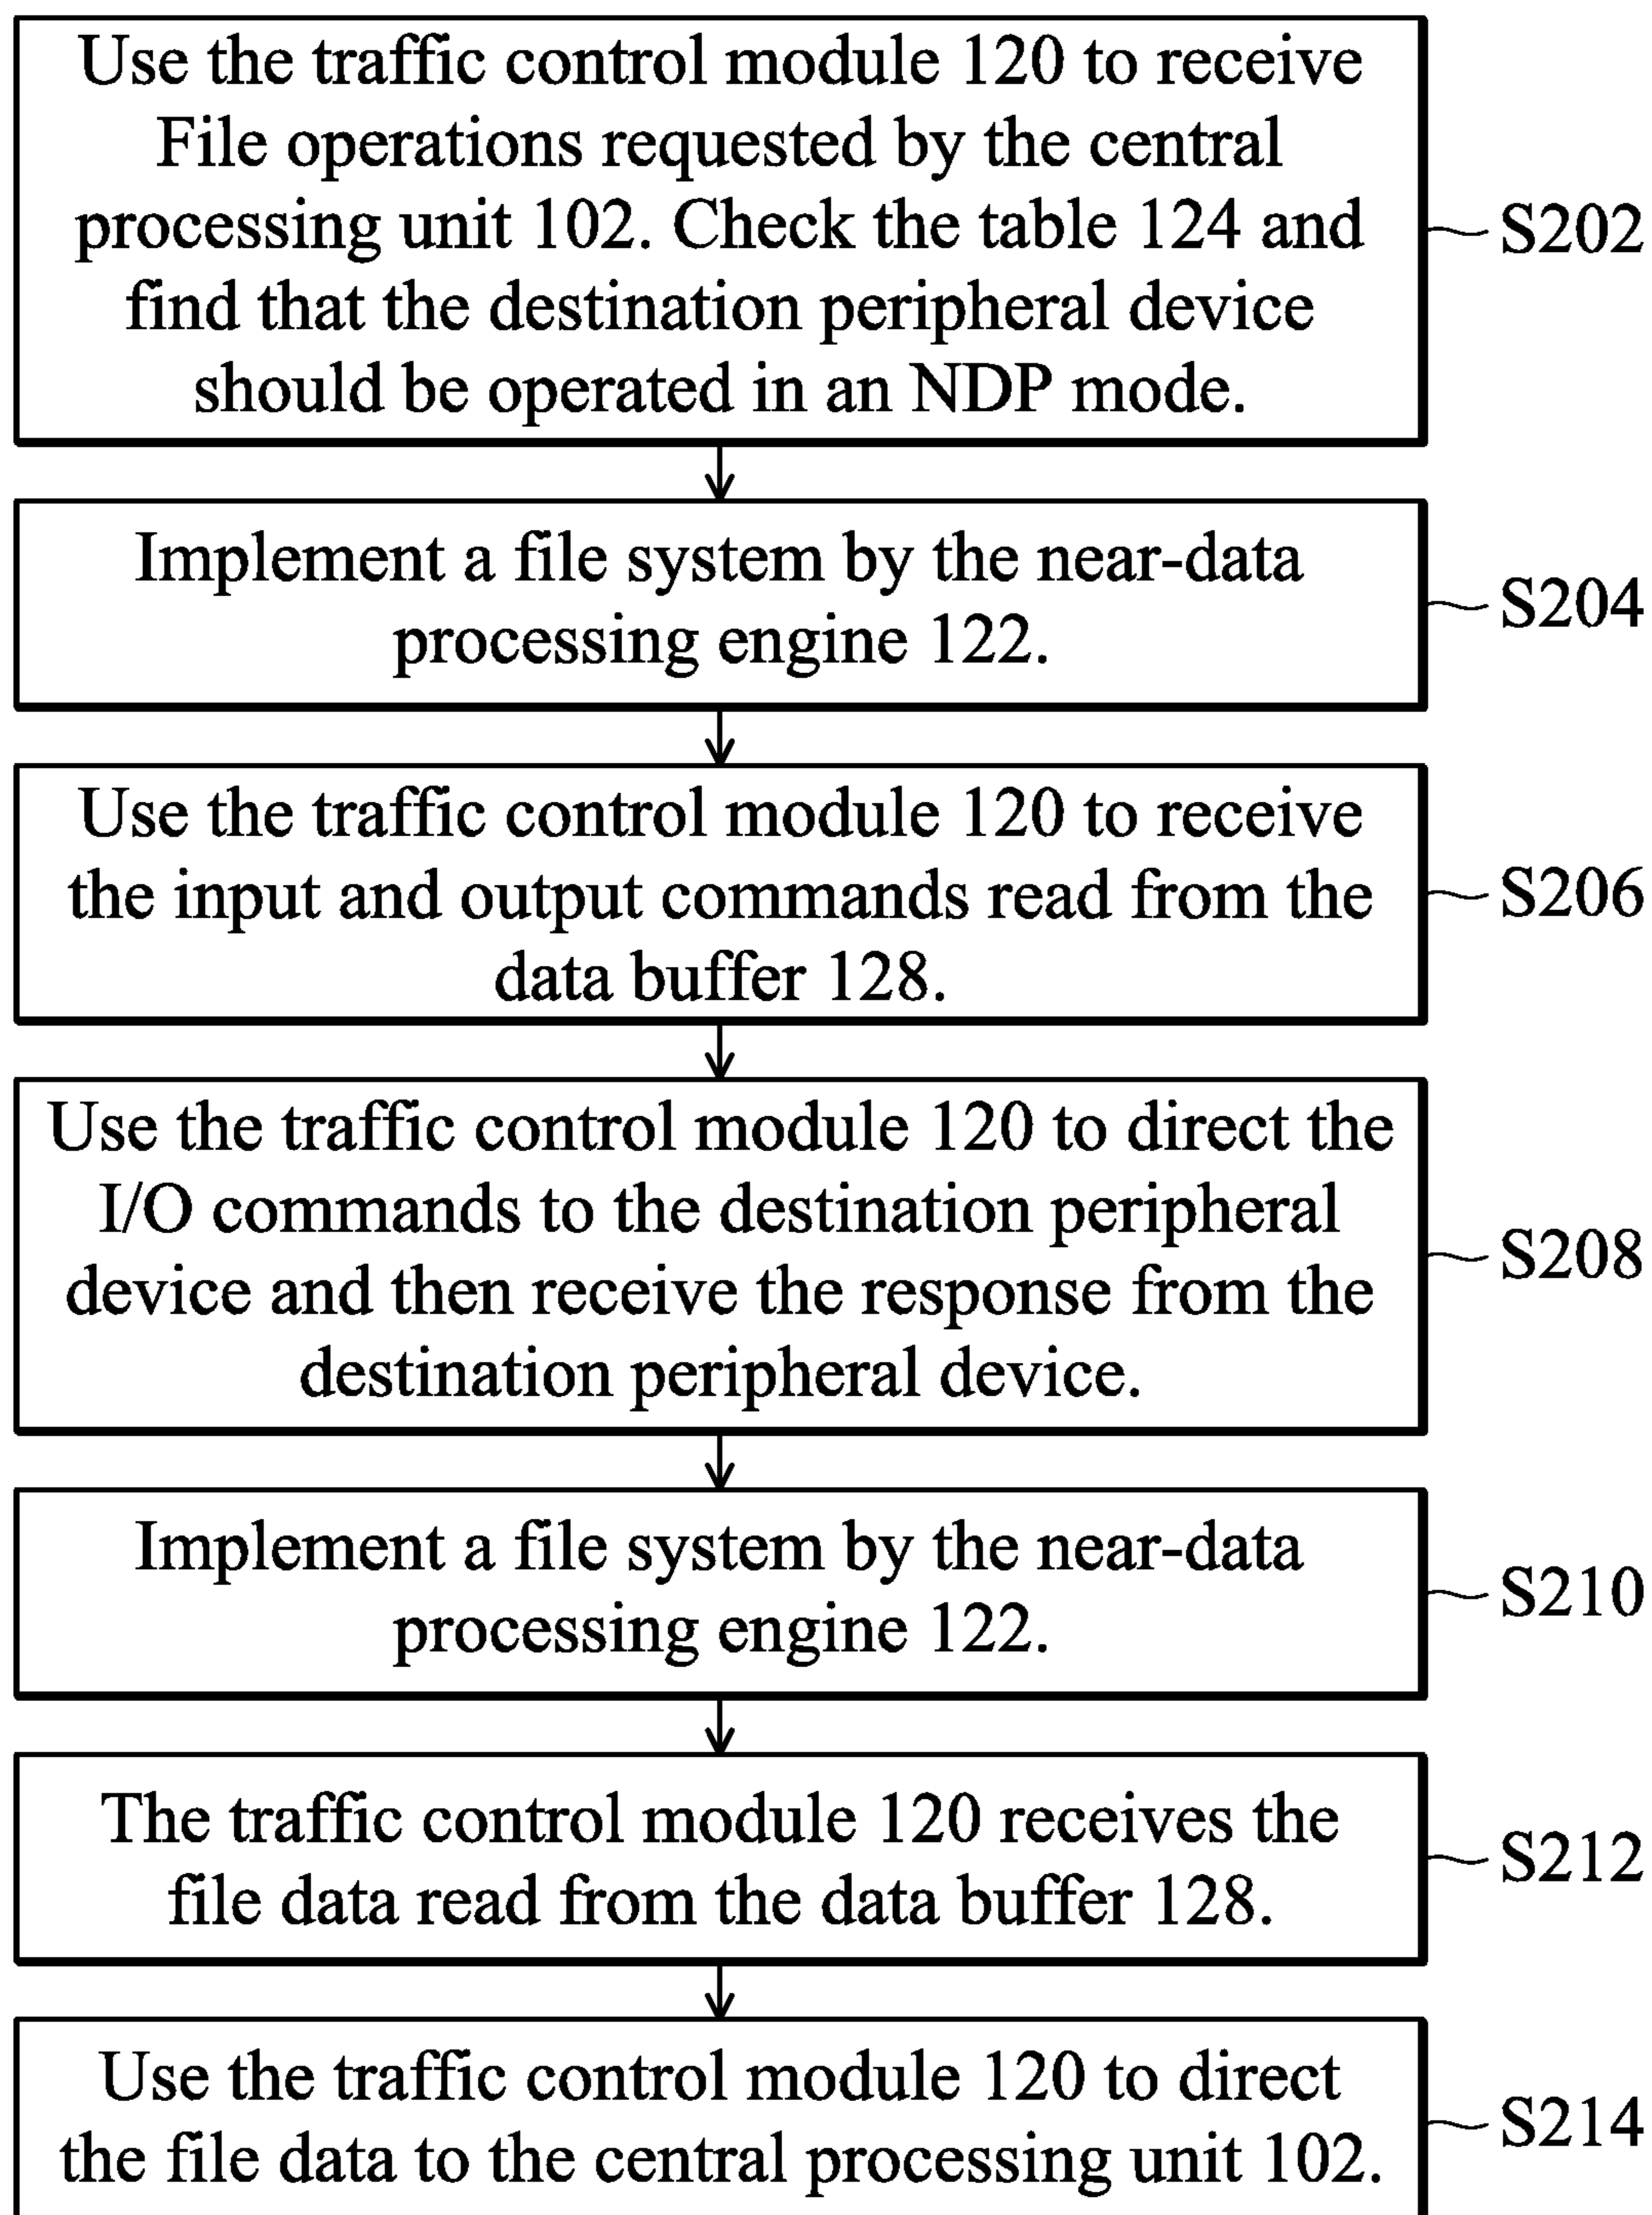 Use the traffic control module 120 to receive
File operations requested by the central
processing unit 102. Check the table 124 and
find that the destination peripheral device
should be operated in an NDP mode.
S202
Implement a file system by the near-data
processing engine 122.
S204
Use the traffic control module 120 to receive
the input and output commands read from the
data buffer 128.
S206
Use the traffic control module 120 to direct the
I/O commands to the destination peripheral
device and then receive the response from the
destination peripheral device.
S208
Implement a file system by the near-data
processing engine 122.
S210
The traffic control module 120 receives the
file data read from the data buffer 128.
S212
Use the traffic control module 120 to direct
the file data to the central processing unit 102.
S214